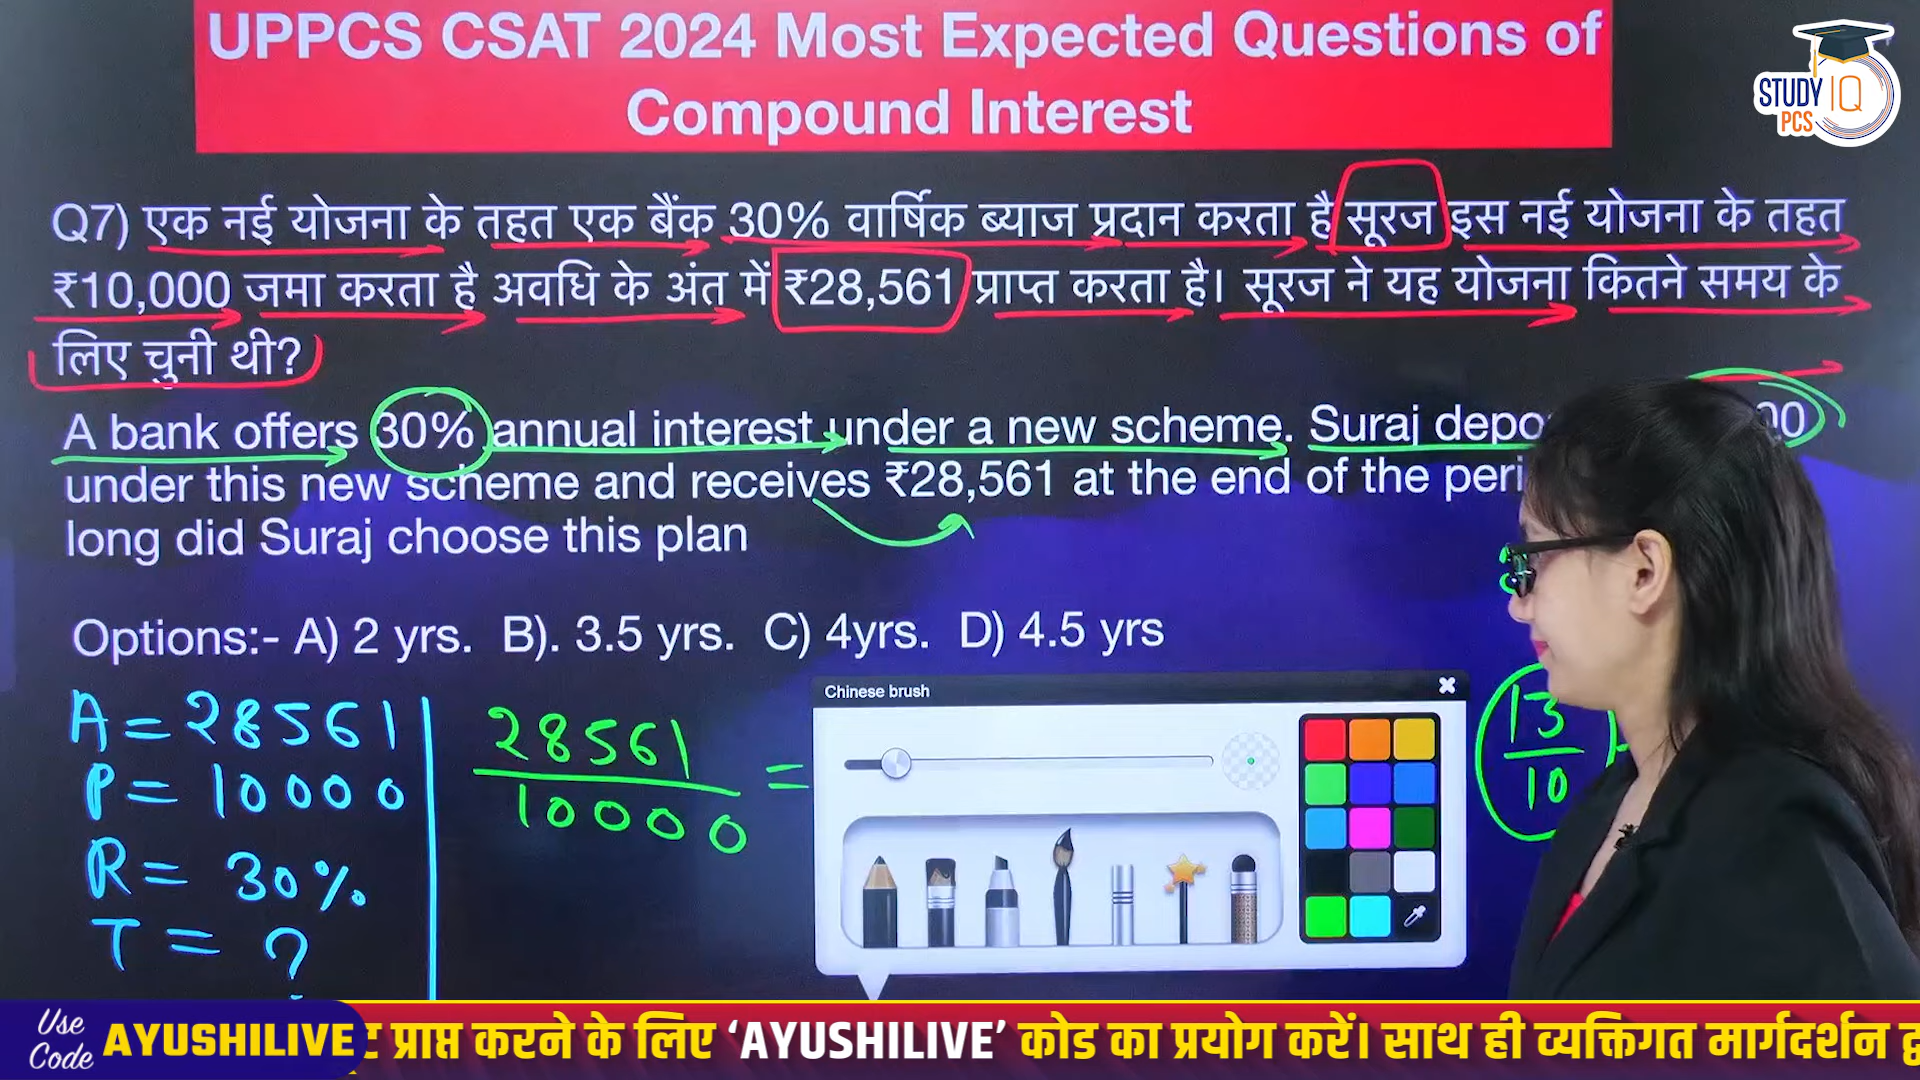 UPPCS CSAT 2024 Most Expected Questions of
Compound Interest
STUDY IQ
PCS
Q7) एक नई योजना के तहत एक बैंक 30% वार्षिक ब्याज प्रदान करता है सूरज इस नई योजना के तहत
₹10,000 जमा करता है अवधि के अंत में ₹28,561 प्राप्त करता है। सूरज ने यह योजना कितने समय के
लिए चुनी थी?
A bank offers 30% annual interest under a new scheme. Suraj
under this new scheme and receives ₹28,561 at the end of the
long did Suraj choose this plan
Options:- A) 2 yrs. B). 3.5 yrs. C) 4yrs. D) 4.5 yrs
A = 28561
P = 10000
R = 30%
T = ?
28561
10000
=
Chinese brush
13
10
Use
Code
AYUSHILIVE
प्राप्त करने के लिए ‘AYUSHILIVE’ कोड का प्रयोग करें। साथ ही व्यक्तिगत मार्गदर्शन